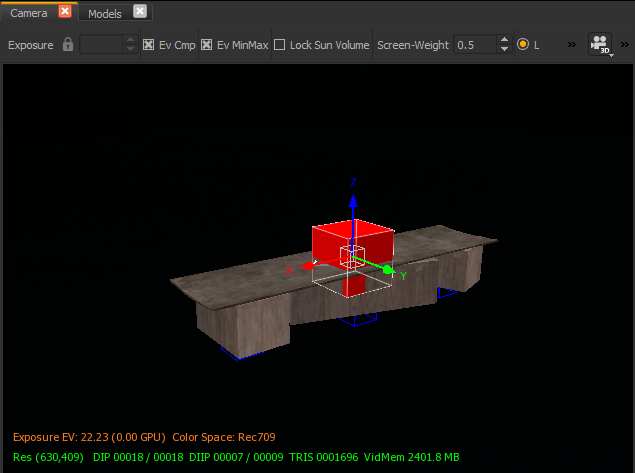 Camera Models
Exposure Ev Cmp Ev MinMax Lock Sun Volume Screen-Weight 0.5 L » »
3D
Z
X
Y
Exposure EV: 22.23 (0.00 GPU) Color Space: Rec709
Res (630,409) DIP 00018 / 00018 DIIP 00007 / 00009 TRIS 0001696 VidMem 2401.8 MB